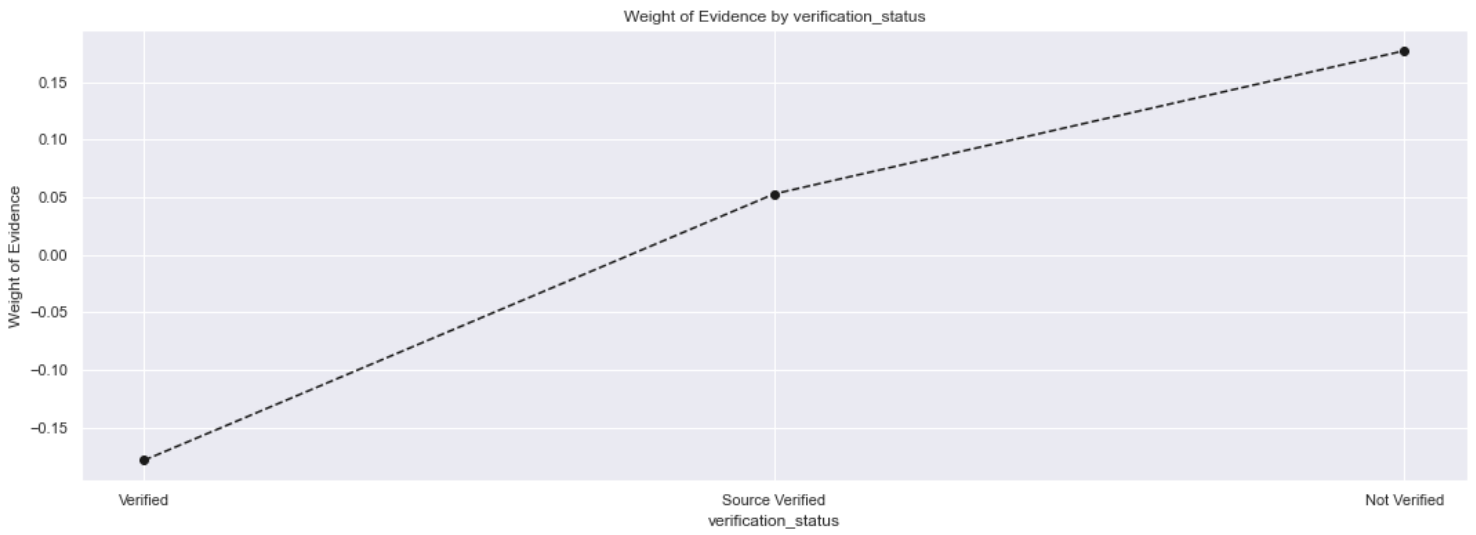 Weight of Evidence by verification_status
Weight of Evidence
0.15
0.10
0.05
0.00
−0.05
−0.10
−0.15
Verified Source Verified Not Verified
verification_status